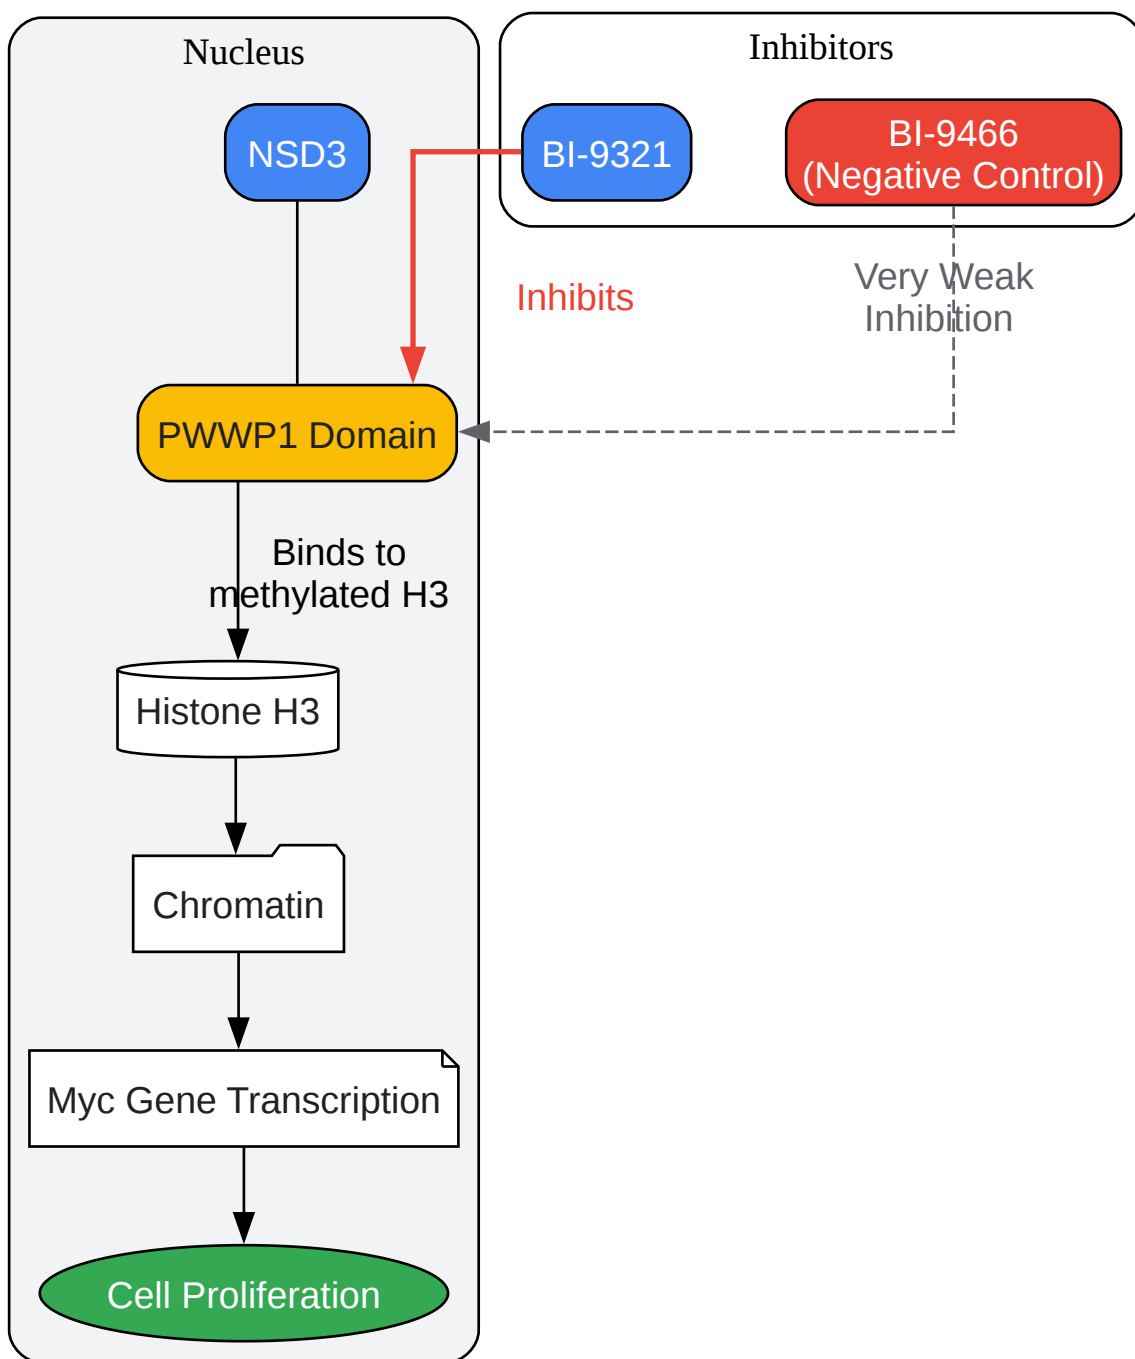 Nucleus
Inhibitors
NSD3
BI-9321
BI-9466
(Negative Control)
Inhibits
Very Weak
Inhibition
PWWP1 Domain
Binds to
methylated H3
Histone H3
Chromatin
Myc Gene Transcription
Cell Proliferation